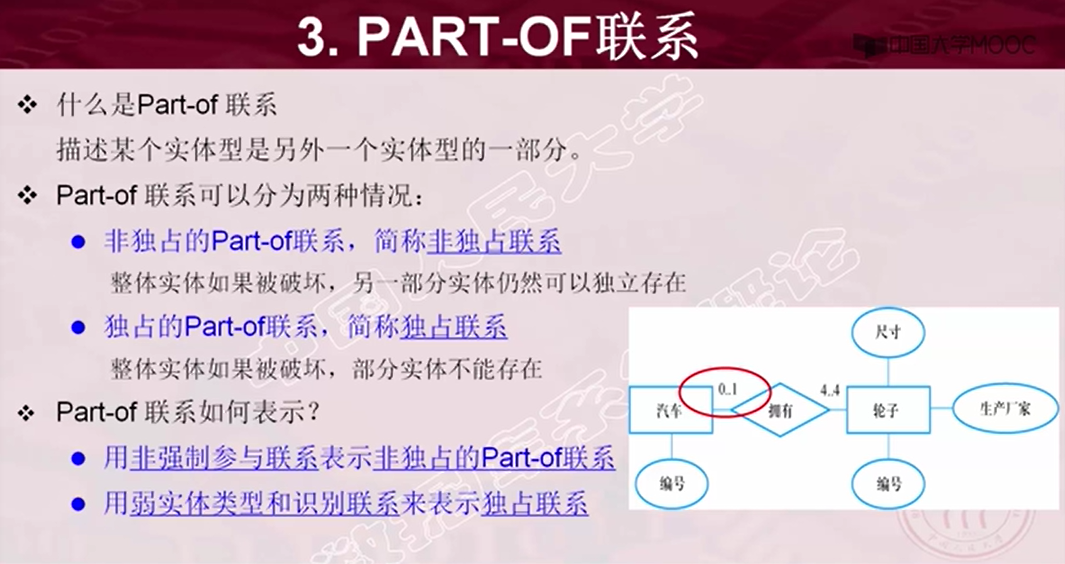 3. PART-OF联系
中国大学MOOC
❖ 什么是Part-of 联系
描述某个实体型是另外一个实体型的一部分。
❖ Part-of 联系可以分为两种情况：
● 非独占的Part-of联系，简称非独占联系
整体实体如果被破坏，另一部分实体仍然可以独立存在
● 独占的Part-of联系，简称独占联系
整体实体如果被破坏，部分实体不能存在
❖ Part-of 联系如何表示？
● 用非强制参与联系表示非独占的Part-of联系
● 用弱实体类型和识别联系来表示独占联系
尺寸
0..1
4..4
汽车
拥有
轮子
生产厂家
编号
编号
中国人民大学